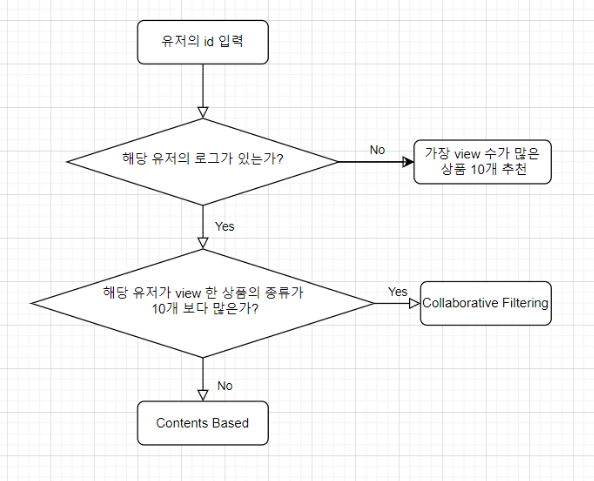 유저의 id 입력
해당 유저의 로그가 있는가?
No
가장 view 수가 많은
상품 10개 추천
Yes
해당 유저가 view 한 상품의 종류가
10개 보다 많은가?
Yes
Collaborative Filtering
No
Contents Based